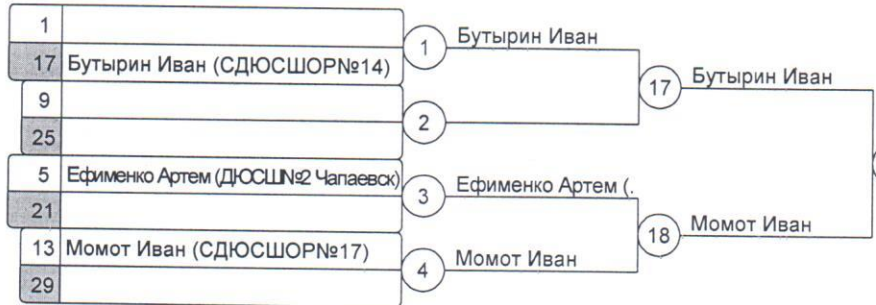 1
1 Бутырин Иван
17 Бутырин Иван (СДЮСШОР№14)
17 Бутырин Иван
9
2
25
5 Ефименко Артем (ДЮСШ№2 Чапаевск)
3 Ефименко Артем (.
21
18 Момот Иван
13 Момот Иван (СДЮСШОР№17)
4 Момот Иван
29